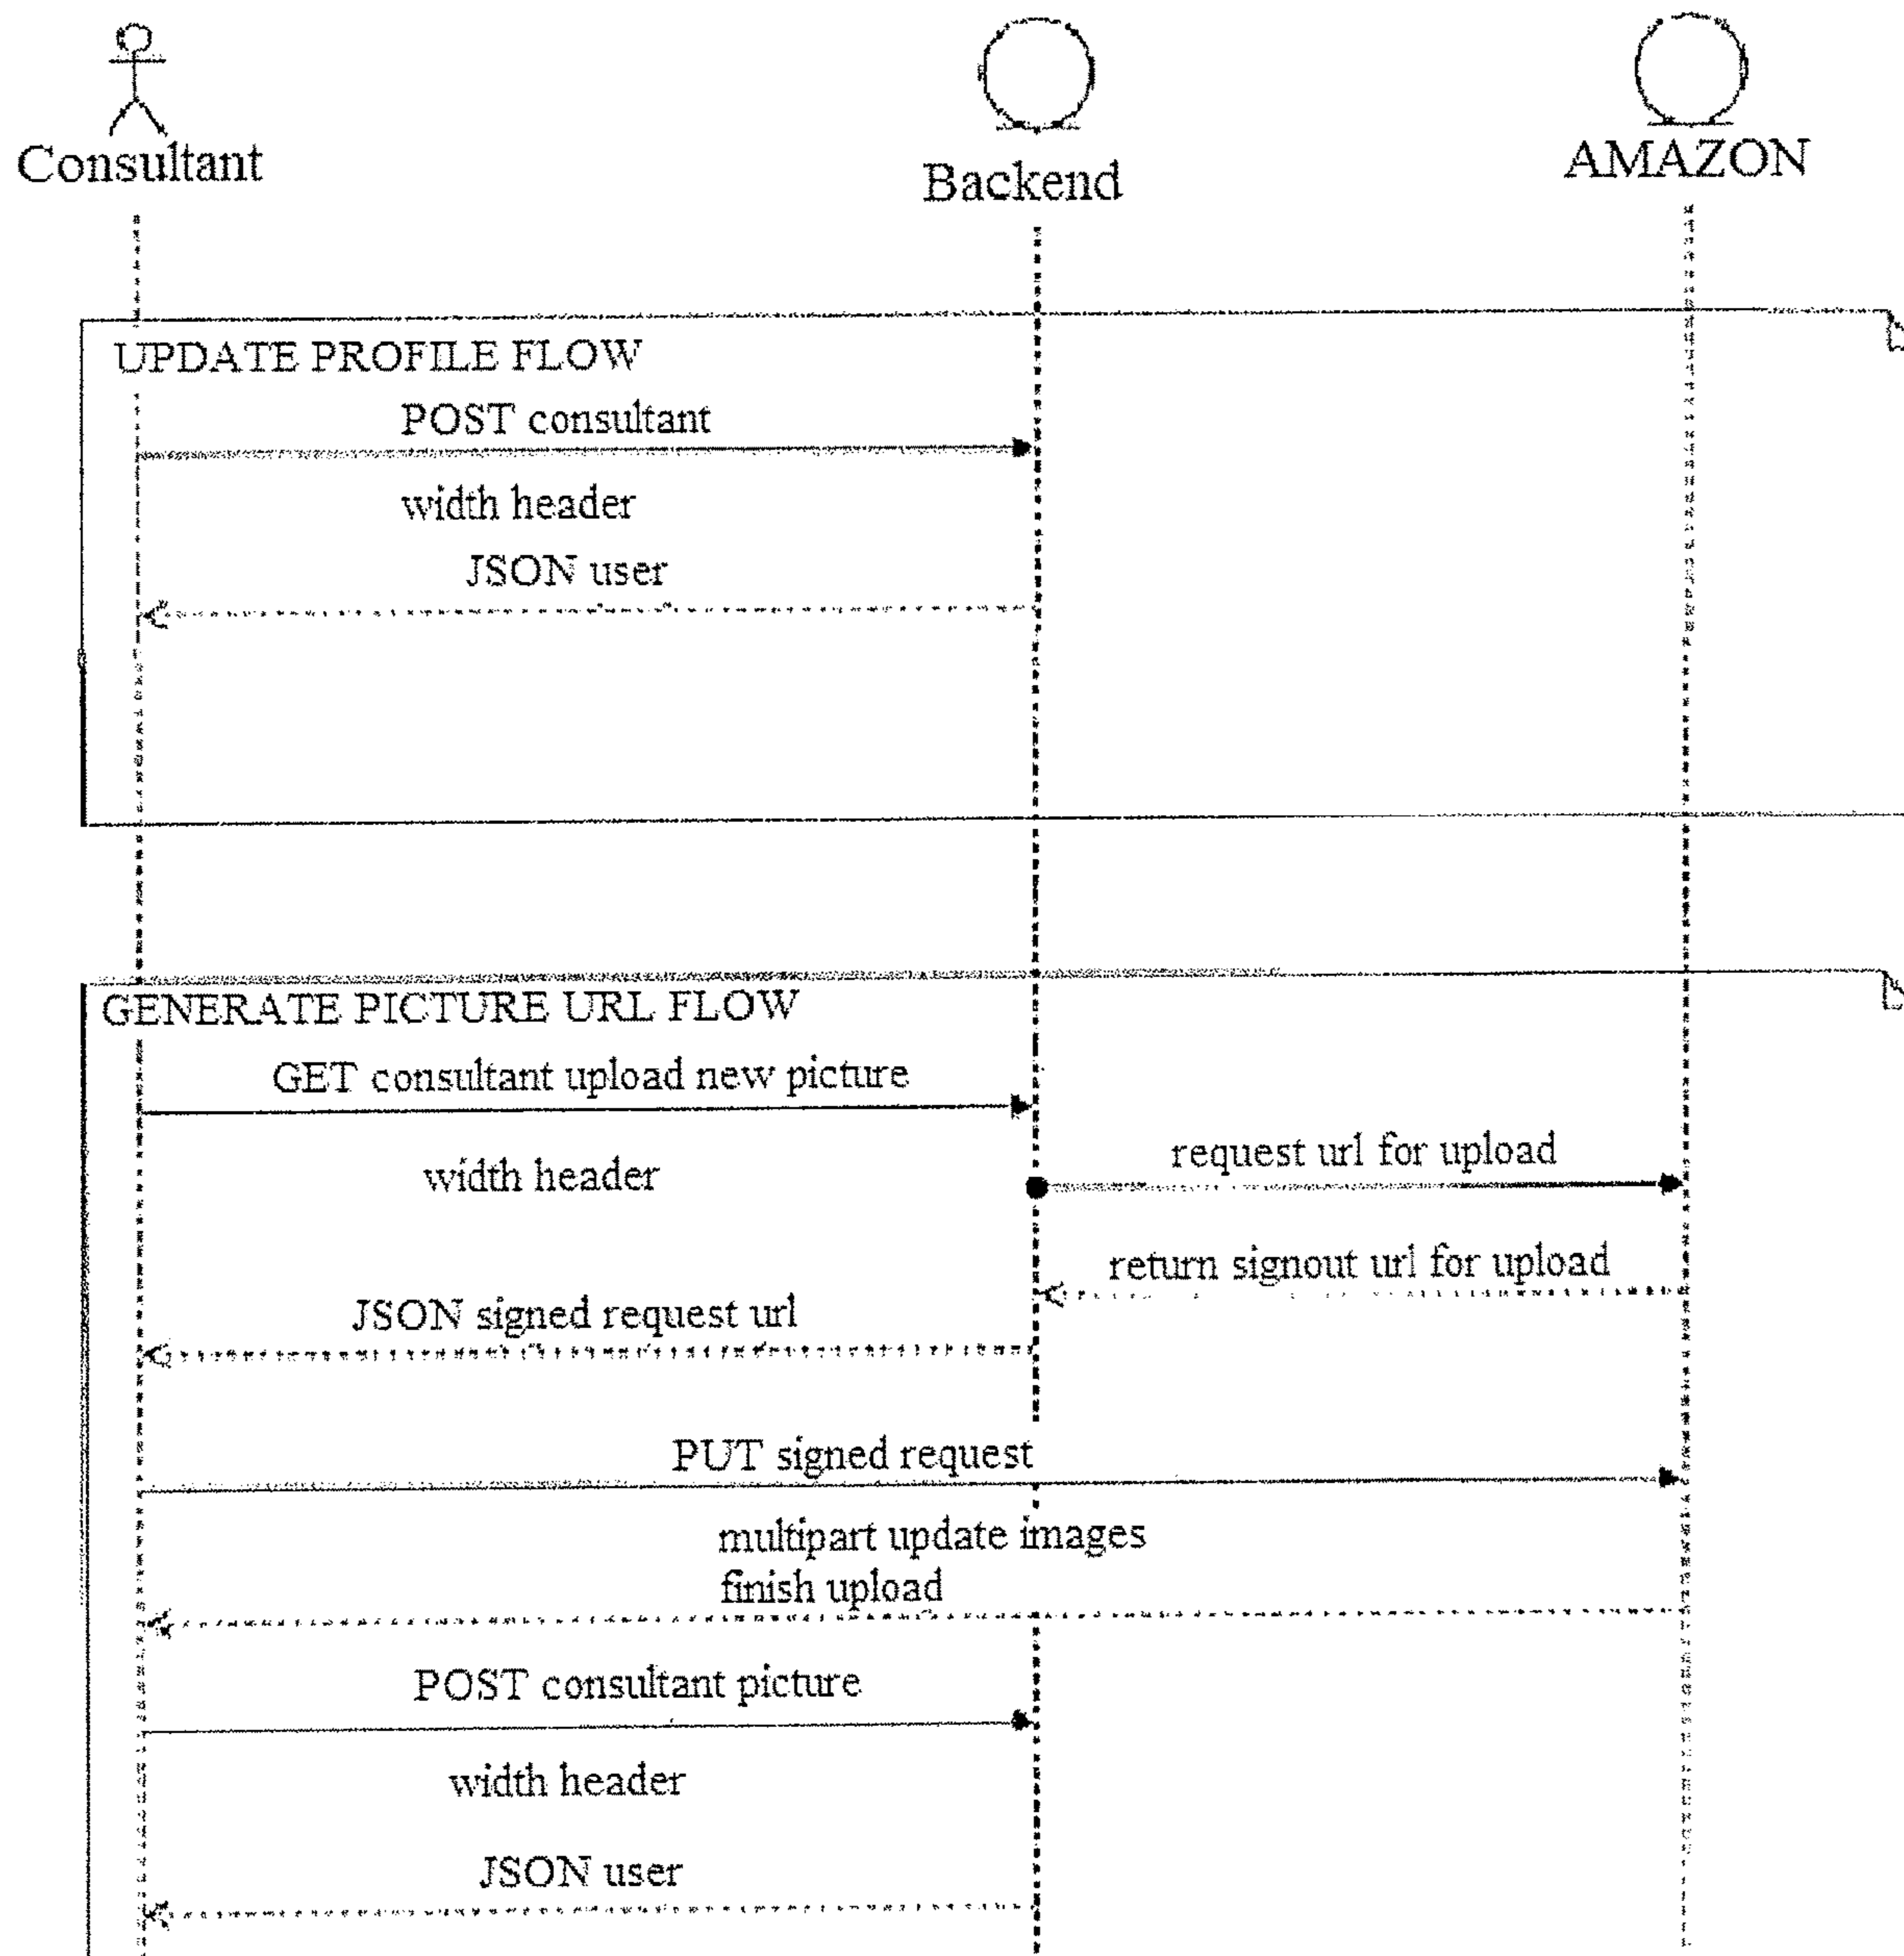 Consultant
Backend
AMAZON
UPDATE PROFILE FLOW
POST consultant
width header
JSON user
GENERATE PICTURE URL FLOW
GET consultant upload new picture
width header
request url for upload
return signout url for upload
JSON signed request url
PUT signed request
multipart update images
finish upload
POST consultant picture
width header
JSON user